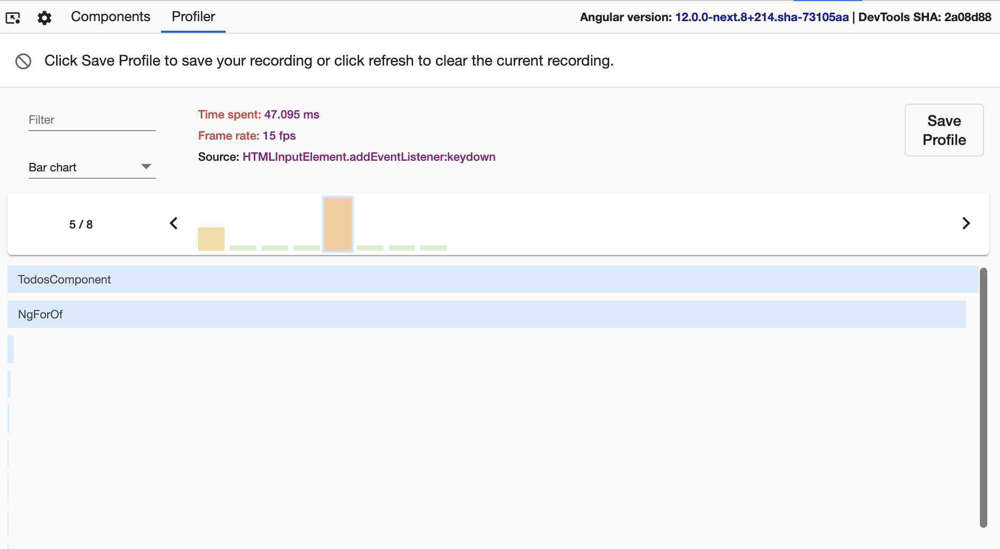 Components Profiler Angular version: 12.0.0-next.8+214.sha-73105aa | DevTools SHA: 2a08d88
Click Save Profile to save your recording or click refresh to clear the current recording.
Filter
Bar chart
Time spent: 47.095 ms
Frame rate: 15 fps
Source: HTMLInputElement.addEventListener:keydown
Save
Profile
5 / 8
TodosComponent
NgForOf